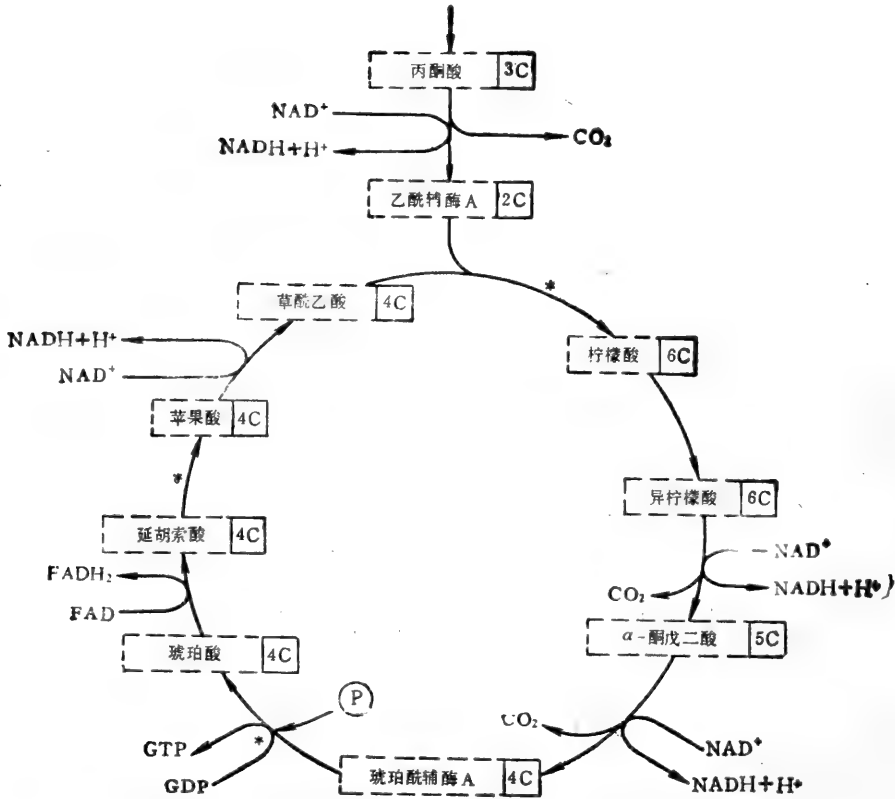 丙酮酸 3C
NAD⁺
NADH+H⁺
CO₂
乙酰辅酶A 2C
草酰乙酸 4C
*
NADH+H⁺
NAD⁺
柠檬酸 6C
苹果酸 4C
*
异柠檬酸 6C
延胡索酸 4C
NAD⁺
FADH₂
CO₂
NADH+H⁺}
FAD
α-酮戊二酸 5C
琥珀酸 4C
P
CO₂
GTP
*
NAD⁺
GDP
琥珀酰辅酶A 4C
NADH+H⁺